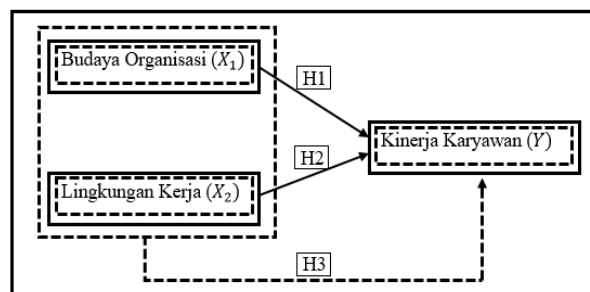 Budaya Organisasi (X₁)
H1
Kinerja Karyawan (Y)
H2
Lingkungan Kerja (X₂)
H3